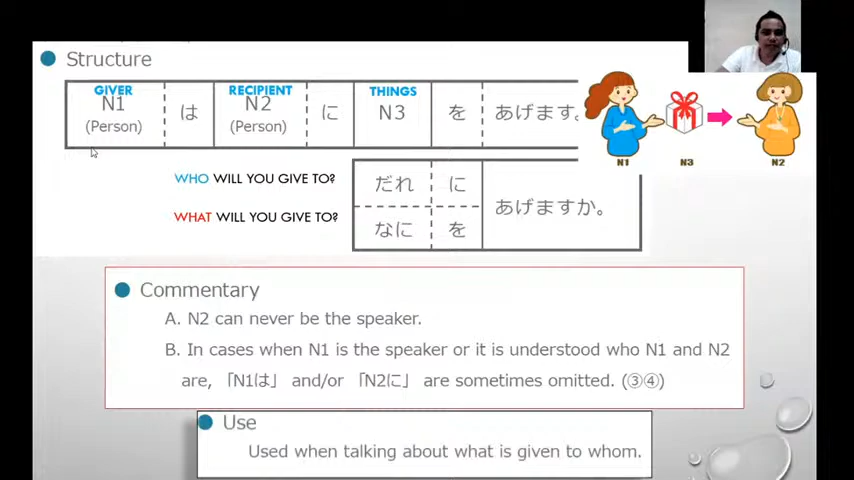 Structure
GIVER RECIPIENT THINGS
N1 は N2 に N3 を あげます。
(Person) (Person)
N1 N3 N2
WHO WILL YOU GIVE TO? だれ に
あげますか。
WHAT WILL YOU GIVE TO? なに を
Commentary
A. N2 can never be the speaker.
B. In cases when N1 is the speaker or it is understood who N1 and N2
are, 「N1は」 and/or 「N2に」 are sometimes omitted. (③④)
Use
Used when talking about what is given to whom.